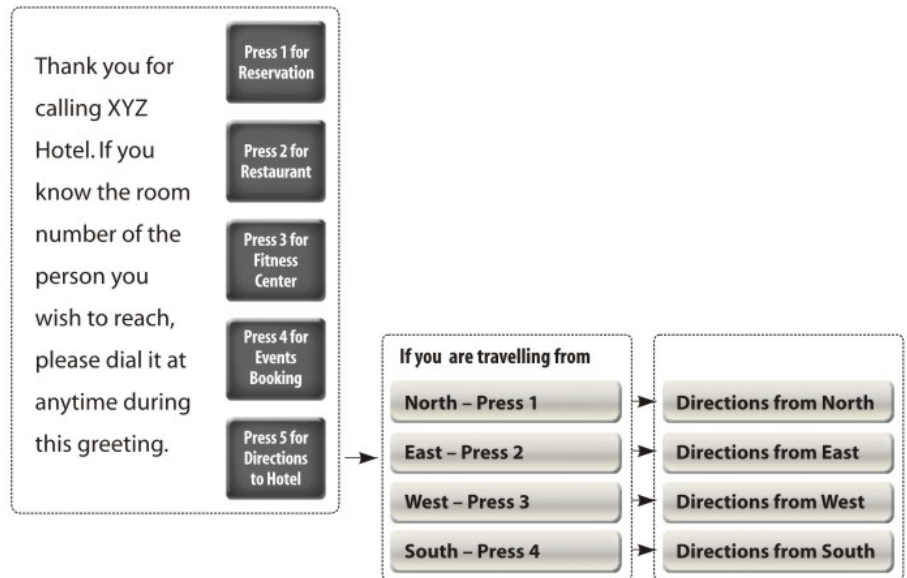 Thank you for
calling XYZ
Hotel. If you
know the room
number of the
person you
wish to reach,
please dial it at
anytime during
this greeting.
Press 1 for
Reservation
Press 2 for
Restaurant
Press 3 for
Fitness
Center
Press 4 for
Events
Booking
Press 5 for
Directions
to Hotel
If you are travelling from
North – Press 1
East – Press 2
West – Press 3
South – Press 4
Directions from North
Directions from East
Directions from West
Directions from South